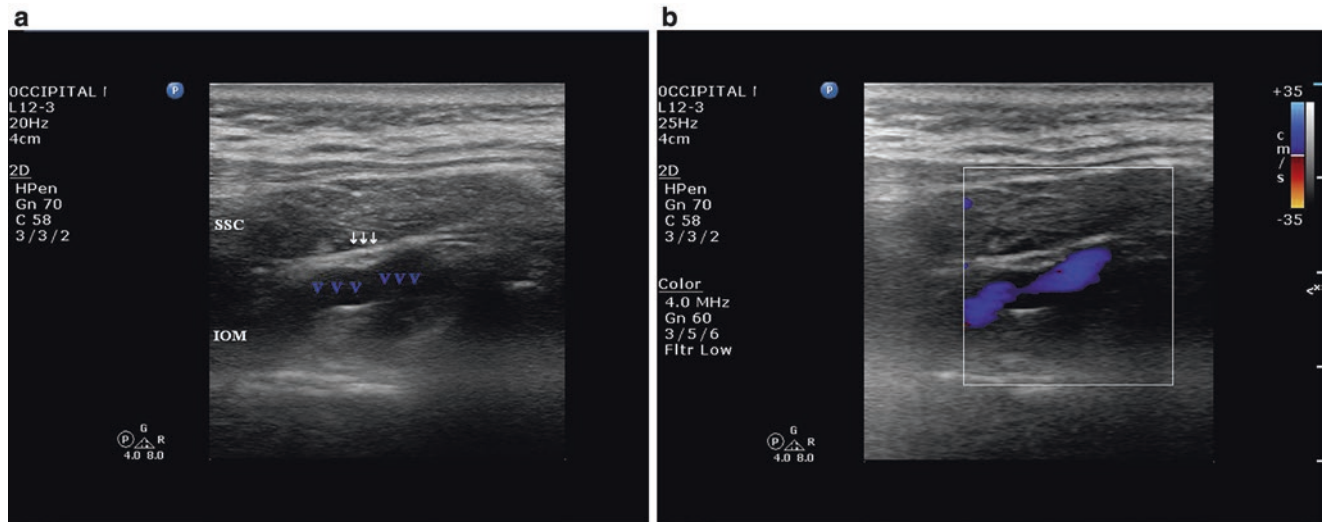 a
OCCIPITAL
P
L12-3
20Hz
4cm
2D
HPen
Gn 70
C 58
3/3/2
SSC
V V V V V V
IOM
G
P R
4.0 8.0
b
OCCIPITAL
P
L12-3
25Hz
4cm
2D
HPen
Gn 70
C 58
3/3/2
Color
4.0 MHz
Gn 60
3/5/6
Fltr Low
+35
c
m
/
s
-35
G
P R
4.0 8.0